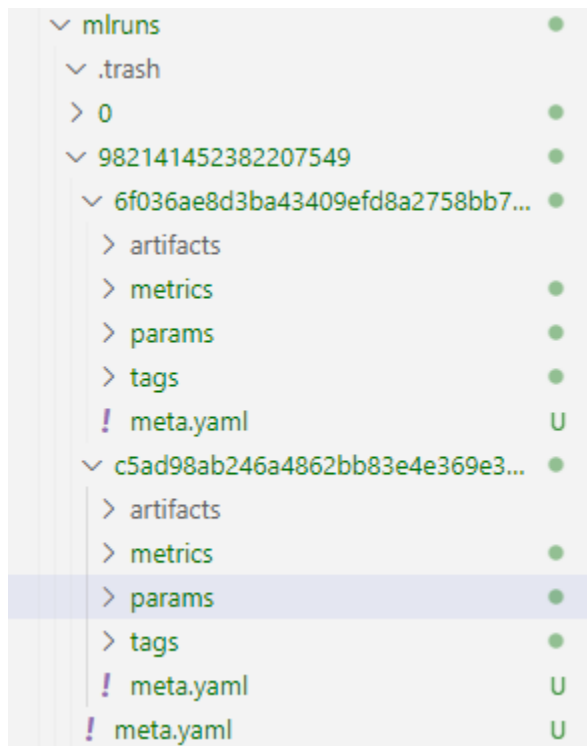 mlruns
.trash
0
982141452382207549
6f036ae8d3ba43409efd8a2758bb7...
artifacts
metrics
params
tags
! meta.yaml U
c5ad98ab246a4862bb83e4e369e3...
artifacts
metrics
params
tags
! meta.yaml U
! meta.yaml U